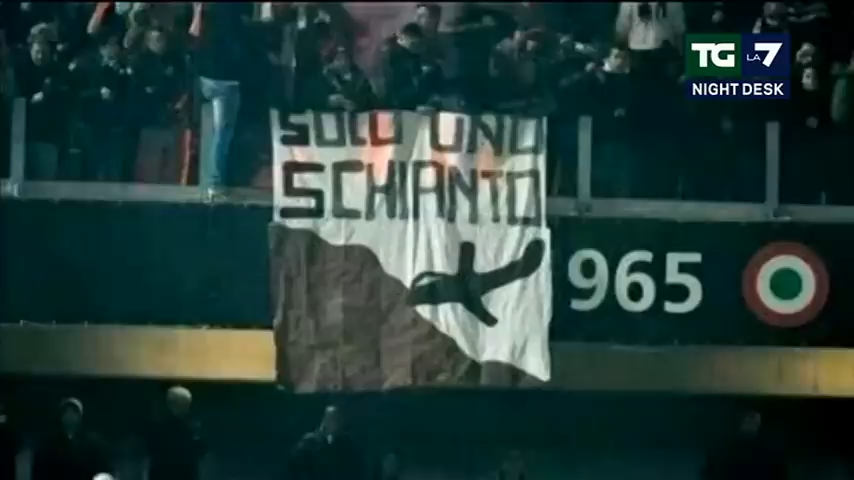 TG LA 7
NIGHT DESK
SOLO UNO
SCHIANTO
965